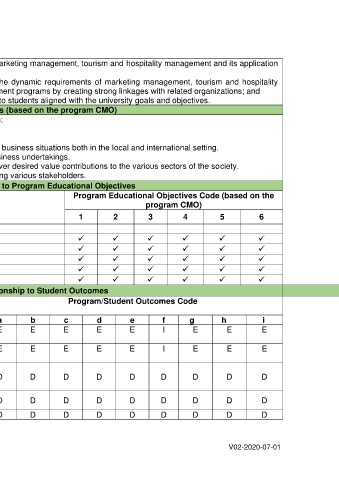 arketing management, tourism and hospitality management and its application
he dynamic requirements of marketing management, tourism and hospitality
ment programs by creating strong linkages with related organizations; and
to students aligned with the university goals and objectives.
s (based on the program CMO)
:
business situations both in the local and international setting.
siness undertakings.
ver desired value contributions to the various sectors of the society.
ng various stakeholders.
to Program Educational Objectives
Program Educational Objectives Code (based on the
program CMO)
1 2 3 4 5 6
✓ ✓ ✓ ✓ ✓ ✓
✓ ✓ ✓ ✓ ✓ ✓
✓ ✓ ✓ ✓ ✓ ✓
✓ ✓ ✓ ✓ ✓ ✓
✓ ✓ ✓ ✓ ✓ ✓
onship to Student Outcomes
Program/Student Outcomes Code
a b c d e f g h i
E E E E E I E E E
E E E E E I E E E
D D D D D D D D D
D D D D D D D D D
D D D D D D D D D
V02-2020-07-01